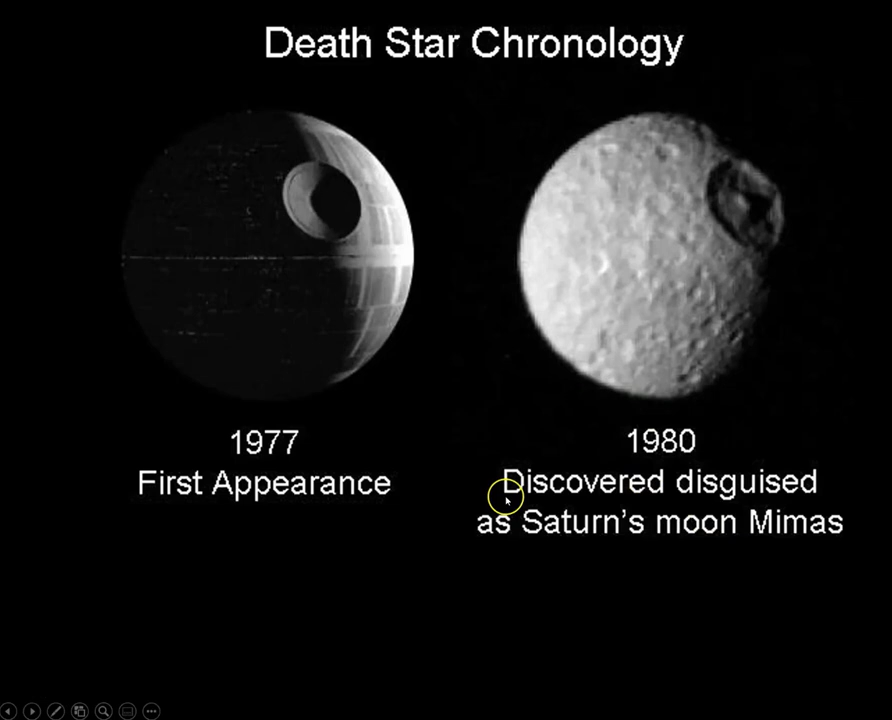 Death Star Chronology
1977
First Appearance
1980
Discovered disguised
as Saturn's moon Mimas